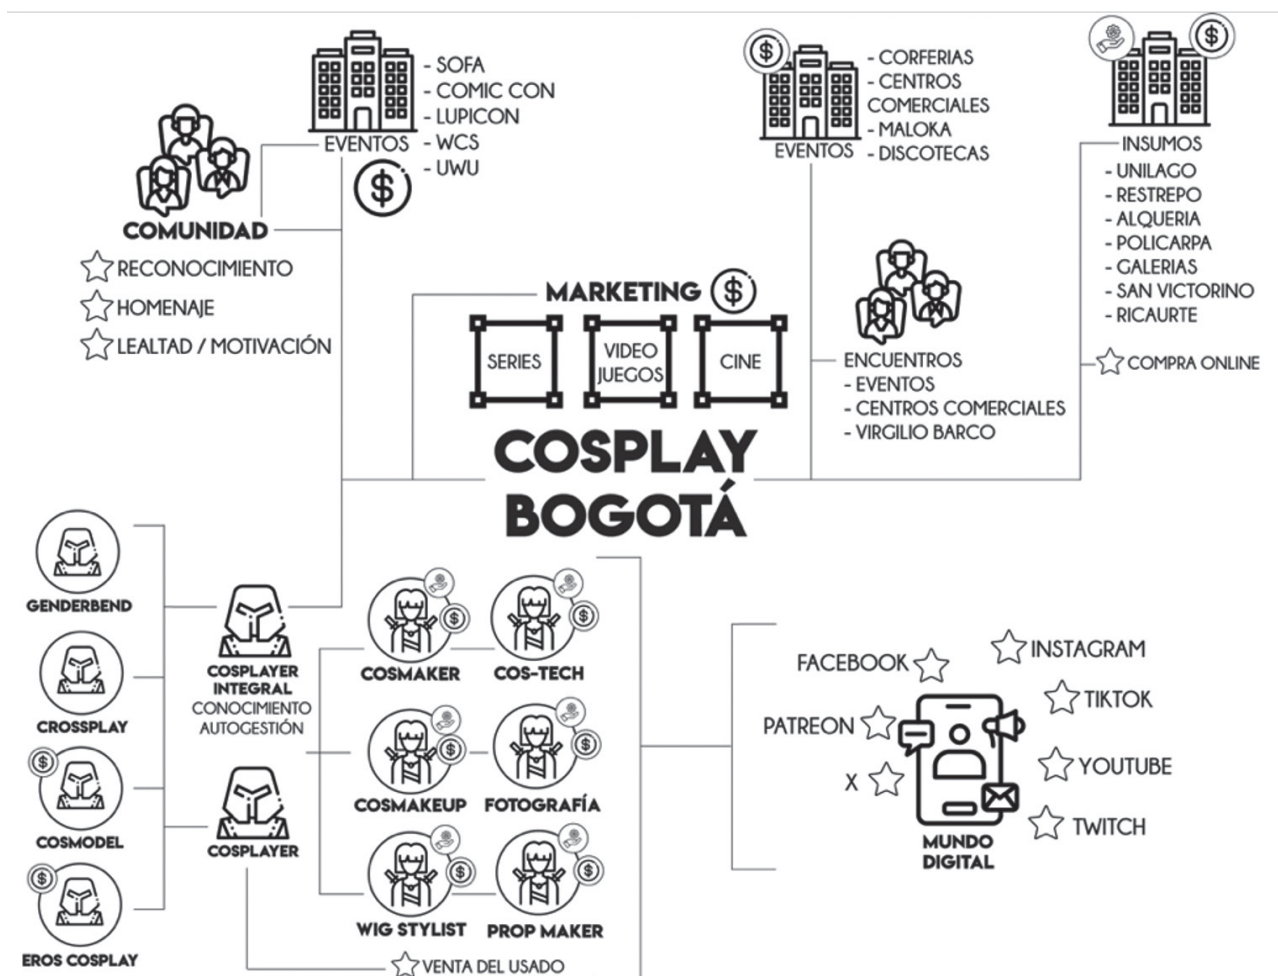 EVENTOS
- SOFA
- COMIC CON
- LUPICON
- WCS
- UWU
$
COMUNIDAD
RECONOCIMIENTO
HOMENAJE
LEALTAD / MOTIVACIÓN
$
EVENTOS
- CORFERIAS
- CENTROS
COMERCIALES
- MALOKA
- DISCOTECAS
$
INSUMOS
- UNILAGO
- RESTREPO
- ALQUERIA
- POLICARPA
- GALERIAS
- SAN VICTORINO
- RICAURTE
COMPRA ONLINE
MARKETING $
SERIES
VIDEO
JUEGOS
CINE
ENCUENTROS
- EVENTOS
- CENTROS COMERCIALES
- VIRGILIO BARCO
COSPLAY
BOGOTÁ
GENDERBEND
CROSSPLAY
$
COSMODEL
$
EROS COSPLAY
COSPLAYER
INTEGRAL
CONOCIMIENTO
AUTOGESTIÓN
COSPLAYER
$
COSMAKER
$
COS-TECH
$
COSMAKEUP
$
FOTOGRAFÍA
$
WIG STYLIST
$
PROP MAKER
VENTA DEL USADO
FACEBOOK
INSTAGRAM
PATREON
TIKTOK
X
YOUTUBE
TWITCH
MUNDO
DIGITAL